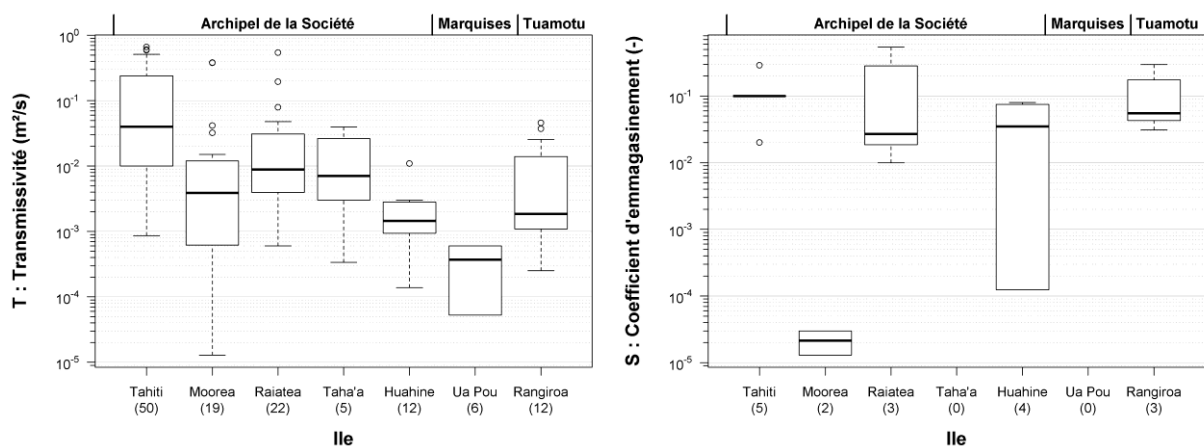 Archipel de la Société Marquises Tuamotu
T : Transmissivité (m²/s)
10⁰
10⁻¹
10⁻²
10⁻³
10⁻⁴
10⁻⁵
Tahiti Moorea Raiatea Taha'a Huahine Ua Pou Rangiroa
(50) (19) (22) (5) (12) (6) (12)
Ile
Archipel de la Société Marquises Tuamotu
S : Coefficient d'emmagasinement (-)
10⁻¹
10⁻²
10⁻³
10⁻⁴
10⁻⁵
Tahiti Moorea Raiatea Taha'a Huahine Ua Pou Rangiroa
(5) (2) (3) (0) (4) (0) (3)
Ile